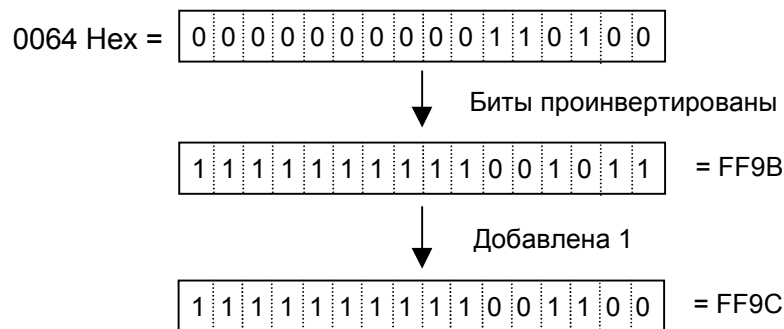 0064 Hex = 0 0 0 0 0 0 0 0 0 0 1 1 0 1 0 0
Биты проинвертированы
1 1 1 1 1 1 1 1 1 1 0 0 1 0 1 1 = FF9B
Добавлена 1
1 1 1 1 1 1 1 1 1 1 0 0 1 1 0 0 = FF9C